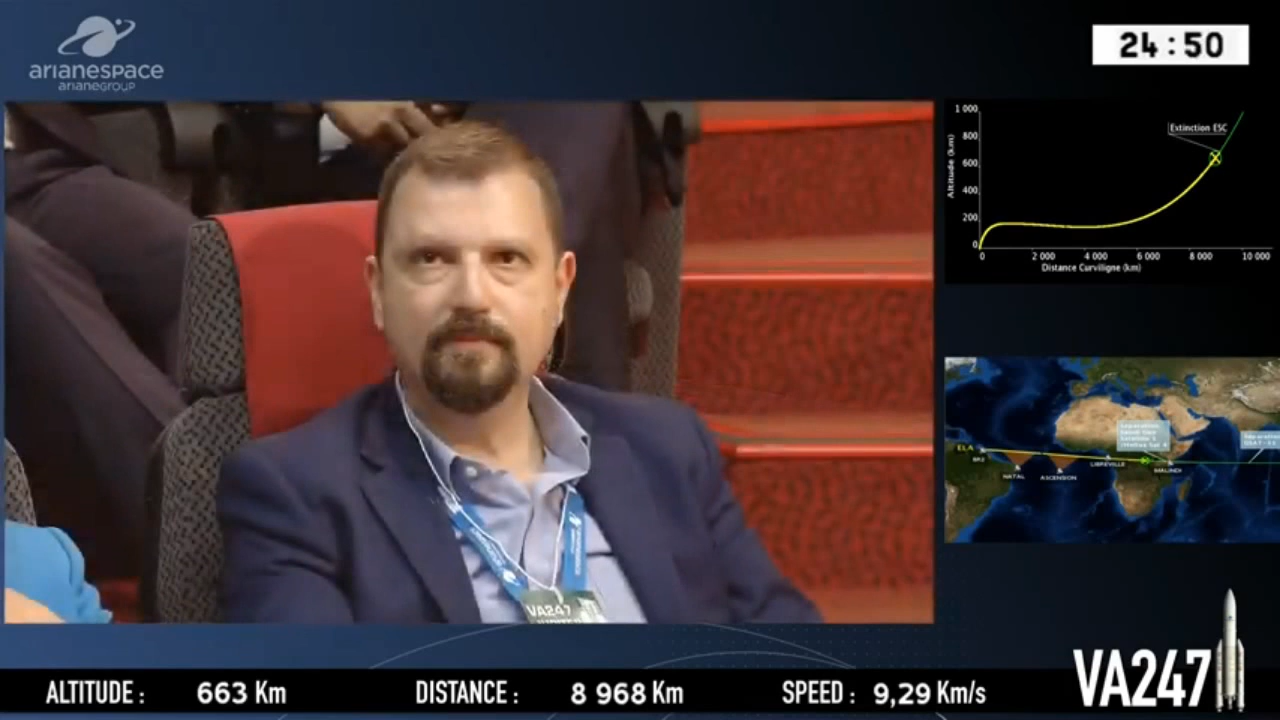 arianespace
arianeGROUP
24 : 50
1 000
800
600
400
200
0
Altitude (km)
Extinction ESC
0
2 000
4 000
6 000
8 000
10 000
Distance Curviligne (km)
ELA
NATAL
ASCENSION
LIBREVILLE
MALINDI
VA247
VA247
ALTITUDE :
663 Km
DISTANCE :
8 968 Km
SPEED :
9,29 Km/s